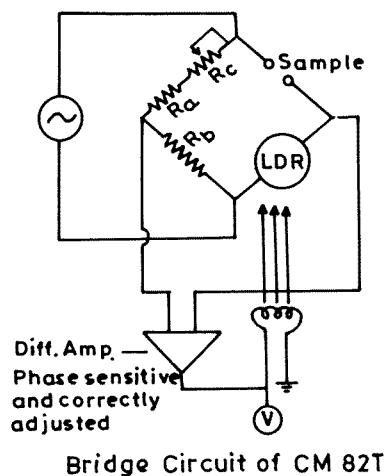 Sample
Rc
Ra
Rb
LDR
Diff. Amp. —
Phase sensitive
and correctly
adjusted
V
Bridge Circuit of CM 82T